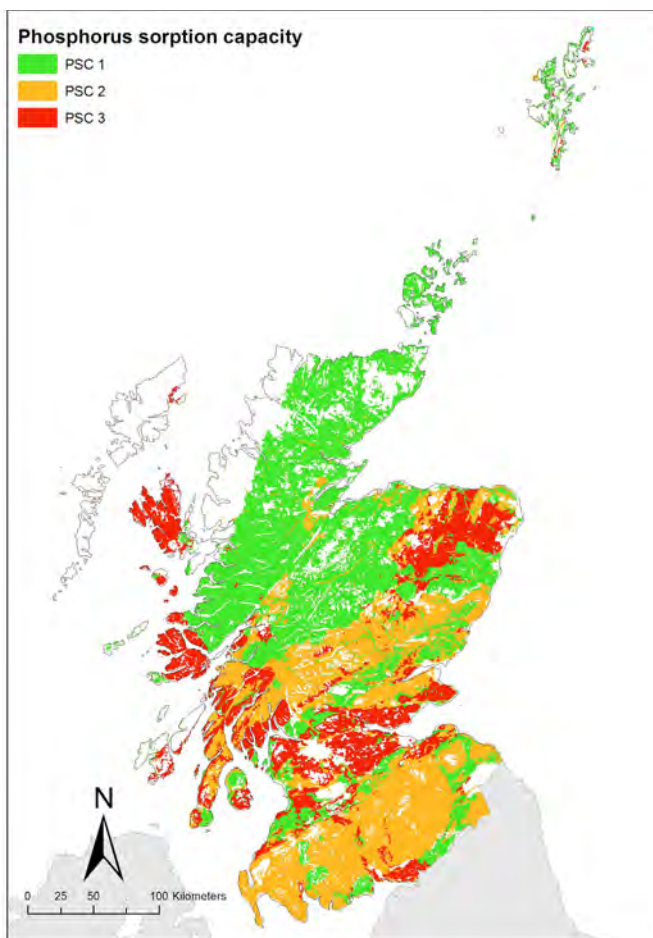 Phosphorus sorption capacity
PSC 1
PSC 2
PSC 3
N
0 25 50 100 Kilometers